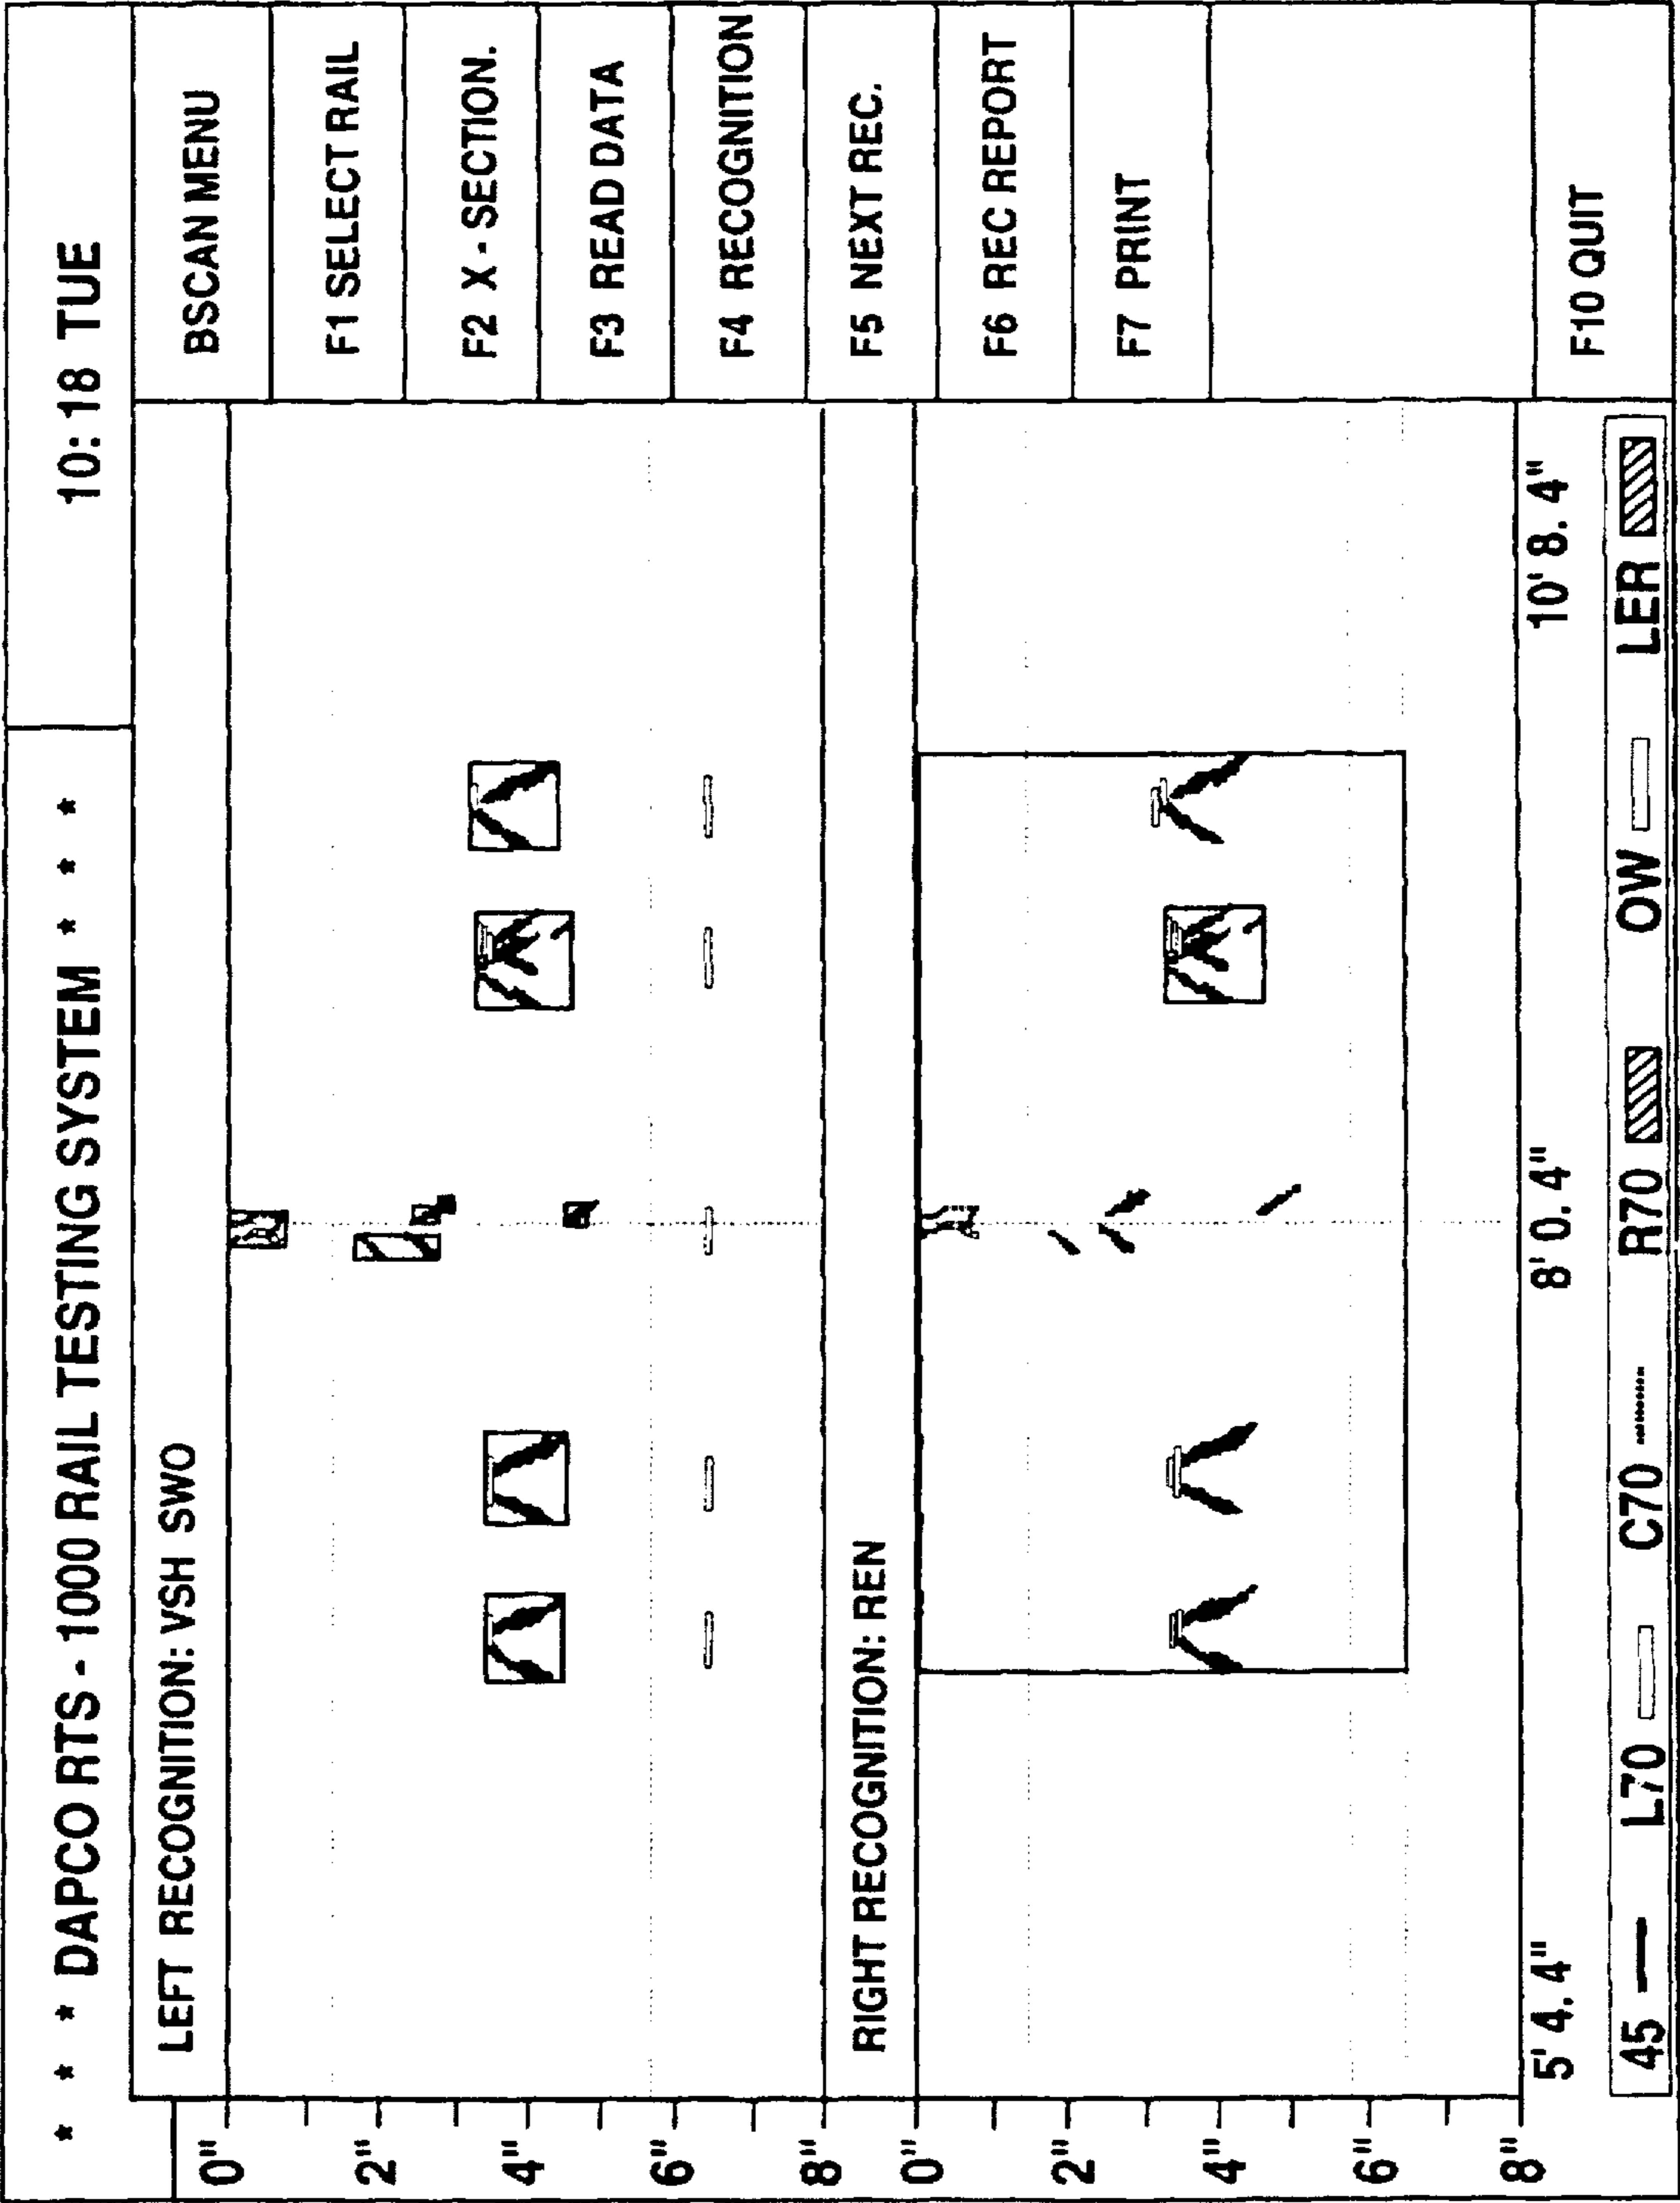 * * * DAPCO RTS - 1000 RAIL TESTING SYSTEM * * *
10: 18 TUE
LEFT RECOGNITION: VSH SWO
0"
2"
4"
6"
RIGHT RECOGNITION: REN
0"
2"
4"
6"
8"
5' 4. 4"
8' 0. 4"
10' 8. 4"
45 L70 C70 R70 OW LER
BSCAN MENU
F1 SELECT RAIL
F2 X - SECTION.
F3 READ DATA
F4 RECOGNITION
F5 NEXT REC.
F6 REC REPORT
F7 PRINT
F10 QUIT